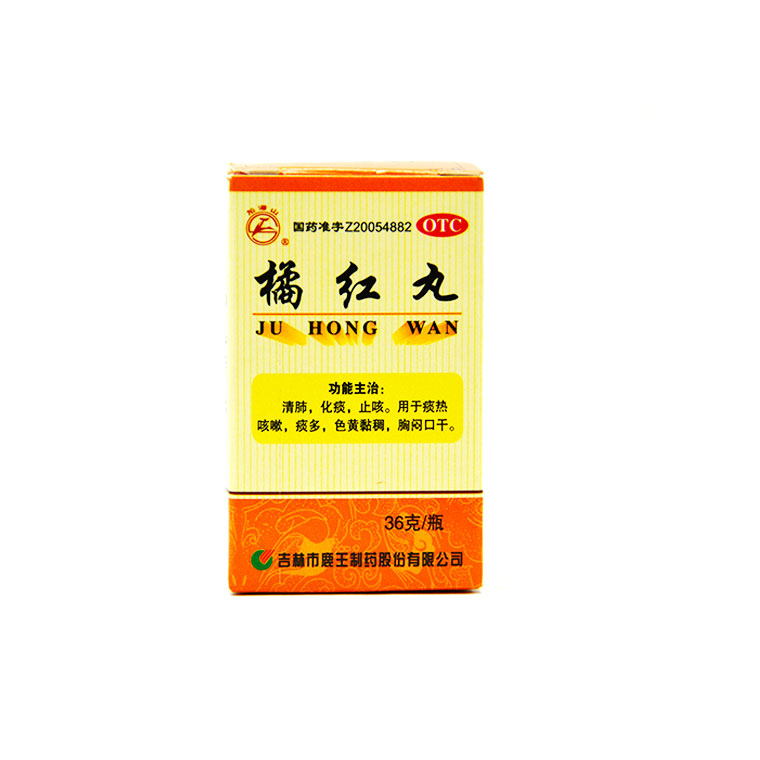 国药准字Z20054882
OTC
橘红丸
JU HONG WAN
功能主治：
清肺，化痰，止咳。用于痰热
咳嗽，痰多，色黄黏稠，胸闷口干。
36克/瓶
吉林市鹿王制药股份有限公司